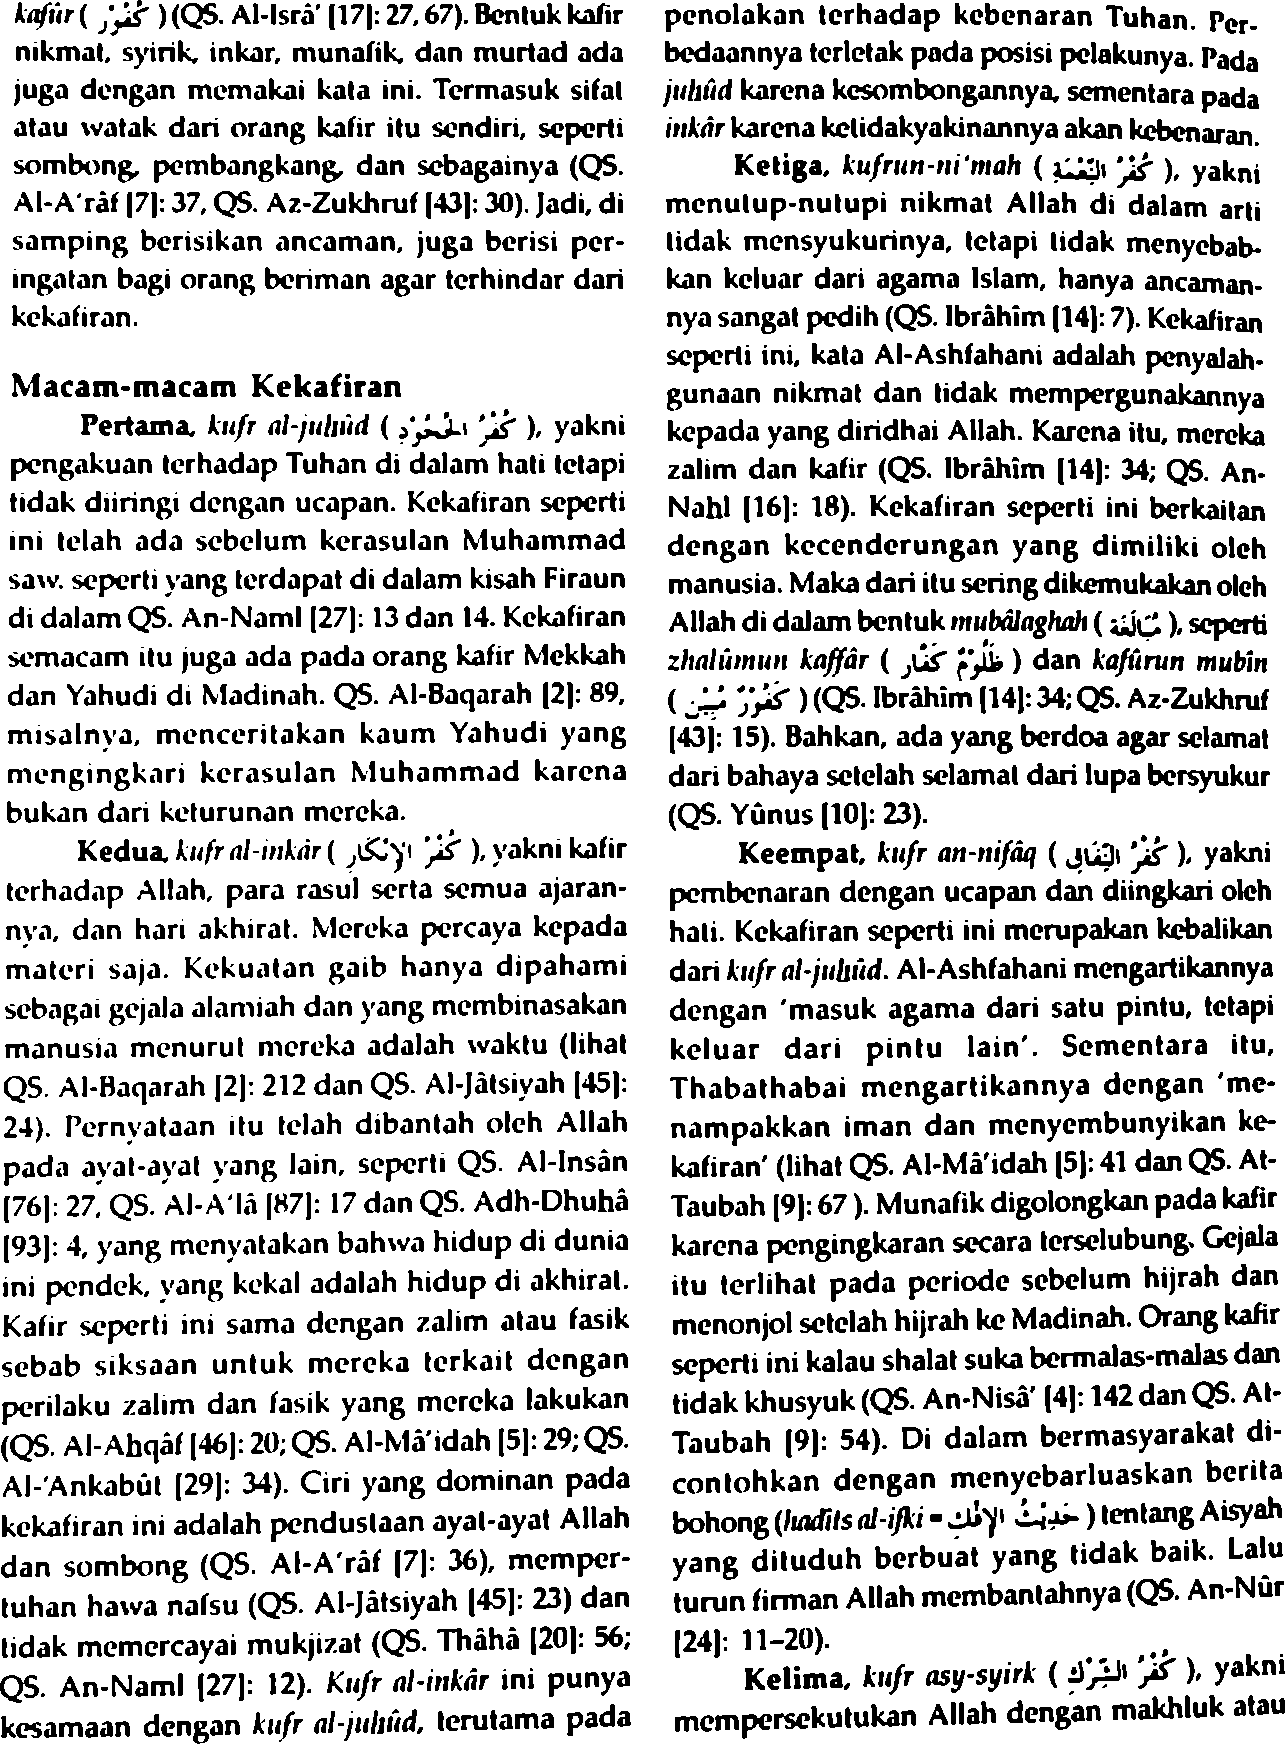 kafûr ( كَفُوْر ) (QS. Al-Isrâ' [17]: 27, 67). Bentuk kafir
nikmat, syirik, inkar, munafik, dan murtad ada
juga dengan memakai kata ini. Termasuk sifat
atau watak dari orang kafir itu sendiri, seperti
sombong, pembangkang, dan sebagainya (QS.
Al-A'râf [7]: 37, QS. Az-Zukhruf [43]: 30). Jadi, di
samping berisikan ancaman, juga berisi per-
ingatan bagi orang beriman agar terhindar dari
kekafiran.
Macam-macam Kekafiran
Pertama, kufr al-juhûd ( كُفْرُ الْجُحُوْدِ ), yakni
pengakuan terhadap Tuhan di dalam hati tetapi
tidak diiringi dengan ucapan. Kekafiran seperti
ini telah ada sebelum kerasulan Muhammad
saw. seperti yang terdapat di dalam kisah Firaun
di dalam QS. An-Naml [27]: 13 dan 14. Kekafiran
semacam itu juga ada pada orang kafir Mekkah
dan Yahudi di Madinah. QS. Al-Baqarah [2]: 89,
misalnya, menceritakan kaum Yahudi yang
mengingkari kerasulan Muhammad karena
bukan dari keturunan mereka.
Kedua, kufr al-inkâr ( كُفْرُ الْإِنْكَارِ ), yakni kafir
terhadap Allah, para rasul serta semua ajaran-
nya, dan hari akhirat. Mereka percaya kepada
materi saja. Kekuatan gaib hanya dipahami
sebagai gejala alamiah dan yang membinasakan
manusia menurut mereka adalah waktu (lihat
QS. Al-Baqarah [2]: 212 dan QS. Al-Jâtsiyah [45]:
24). Pernyataan itu telah dibantah oleh Allah
pada ayat-ayat yang lain, seperti QS. Al-Insân
[76]: 27, QS. Al-A'lâ [87]: 17 dan QS. Adh-Dhuhâ
[93]: 4, yang menyatakan bahwa hidup di dunia
ini pendek, yang kekal adalah hidup di akhirat.
Kafir seperti ini sama dengan zalim atau fasik
sebab siksaan untuk mereka terkait dengan
perilaku zalim dan fasik yang mereka lakukan
(QS. Al-Ahqâf [46]: 20; QS. Al-Mâ'idah [5]: 29; QS.
Al-'Ankabût [29]: 34). Ciri yang dominan pada
kekafiran ini adalah pendustaan ayat-ayat Allah
dan sombong (QS. Al-A'râf [7]: 36), memper-
tuhan hawa nafsu (QS. Al-Jâtsiyah [45]: 23) dan
tidak memercayai mukjizat (QS. Thâhâ [20]: 56;
QS. An-Naml [27]: 12). Kufr al-inkâr ini punya
kesamaan dengan kufr al-juhûd, terutama pada
penolakan terhadap kebenaran Tuhan. Per-
bedaannya terletak pada posisi pelakunya. Pada
juhûd karena kesombongannya, sementara pada
inkâr karena ketidakyakinannya akan kebenaran.
Ketiga, kufrun-ni'mah ( كُفْرُ النِّعْمَةِ ), yakni
menutup-nutupi nikmat Allah di dalam arti
tidak mensyukurinya, tetapi tidak menyebab-
kan keluar dari agama Islam, hanya ancaman-
nya sangat pedih (QS. Ibrâhîm [14]: 7). Kekafiran
seperti ini, kata Al-Ashfahani adalah penyalah-
gunaan nikmat dan tidak mempergunakannya
kepada yang diridhai Allah. Karena itu, mereka
zalim dan kafir (QS. Ibrâhîm [14]: 34; QS. An-
Nahl [16]: 18). Kekafiran seperti ini berkaitan
dengan kecenderungan yang dimiliki oleh
manusia. Maka dari itu sering dikemukakan oleh
Allah di dalam bentuk mubâlaghah ( مُبَالَغَة ), seperti
zhalûmun kaffâr ( ظَلُوْمٌ كَفَّار ) dan kafûrun mubîn
( كَفُوْرٌ مُبِيْن ) (QS. Ibrâhîm [14]: 34; QS. Az-Zukhruf
[43]: 15). Bahkan, ada yang berdoa agar selamat
dari bahaya setelah selamat dari lupa bersyukur
(QS. Yûnus [10]: 23).
Keempat, kufr an-nifâq ( كُفْرُ النِّفَاقِ ), yakni
pembenaran dengan ucapan dan diingkari oleh
hati. Kekafiran seperti ini merupakan kebalikan
dari kufr al-juhûd. Al-Ashfahani mengartikannya
dengan 'masuk agama dari satu pintu, tetapi
keluar dari pintu lain'. Sementara itu,
Thabathabai mengartikannya dengan 'me-
nampakkan iman dan menyembunyikan ke-
kafiran' (lihat QS. Al-Mâ'idah [5]: 41 dan QS. At-
Taubah [9]: 67 ). Munafik digolongkan pada kafir
karena pengingkaran secara terselubung. Gejala
itu terlihat pada periode sebelum hijrah dan
menonjol setelah hijrah ke Madinah. Orang kafir
seperti ini kalau shalat suka bermalas-malas dan
tidak khusyuk (QS. An-Nisâ' [4]: 142 dan QS. At-
Taubah [9]: 54). Di dalam bermasyarakat di-
contohkan dengan menyebarluaskan berita
bohong (hadîts al-ifki = حَدِيْثُ الْإِفْكِ ) tentang Aisyah
yang dituduh berbuat yang tidak baik. Lalu
turun firman Allah membantahnya (QS. An-Nûr
[24]: 11–20).
Kelima, kufr asy-syirk ( كُفْرُ الشِّرْكِ ), yakni
mempersekutukan Allah dengan makhluk atau